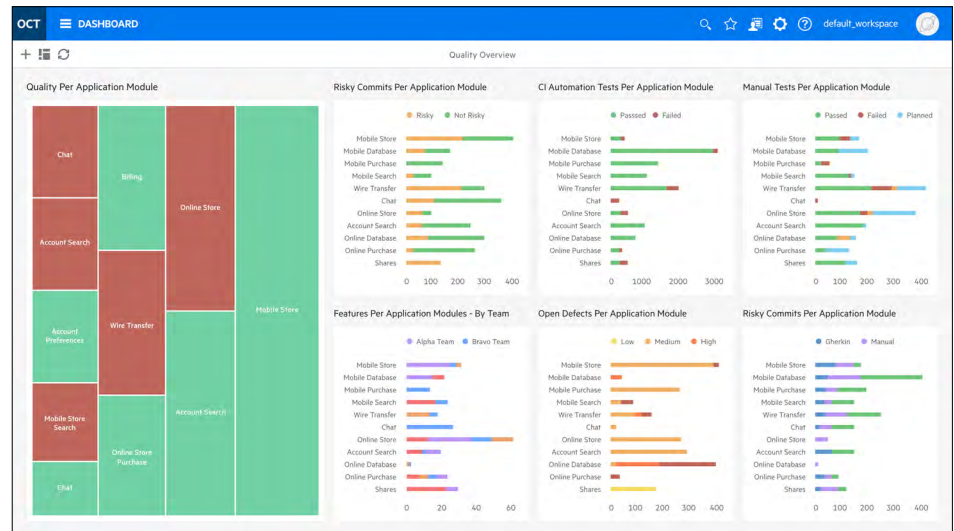 OCT
DASHBOARD
default_workspace
Quality Overview
Quality Per Application Module
Chat
Account Search
Account
Preferences
Mobile Store
Search
Chat
Billing
Wire Transfer
Online Store
Purchase
Online Store
Account Search
Mobile Store
Risky Commits Per Application Module
Risky Not Risky
Mobile Store
Mobile Database
Mobile Purchase
Mobile Search
Wire Transfer
Chat
Online Store
Account Search
Online Database
Online Purchase
Shares
0 100 200 300 400
CI Automation Tests Per Application Module
Passsed Failed
Mobile Store
Mobile Database
Mobile Purchase
Mobile Search
Wire Transfer
Chat
Online Store
Account Search
Online Database
Online Purchase
Shares
0 1000 2000 3000
Manual Tests Per Application Module
Passed Failed Planned
Mobile Store
Mobile Database
Mobile Purchase
Mobile Search
Wire Transfer
Chat
Online Store
Account Search
Online Database
Online Purchase
Shares
0 100 200 300 400
Features Per Application Modules - By Team
Alpha Team Bravo Team
Mobile Store
Mobile Database
Mobile Purchase
Mobile Search
Wire Transfer
Chat
Online Store
Account Search
Online Database
Online Purchase
Shares
0 20 40 60
Open Defects Per Application Module
Low Medium High
Mobile Store
Mobile Database
Mobile Purchase
Mobile Search
Wire Transfer
Chat
Online Store
Account Search
Online Database
Online Purchase
Shares
0 100 200 300 400
Risky Commits Per Application Module
Gherkin Manual
Mobile Store
Mobile Database
Mobile Purchase
Mobile Search
Wire Transfer
Chat
Online Store
Account Search
Online Database
Online Purchase
Shares
0 100 200 300 400